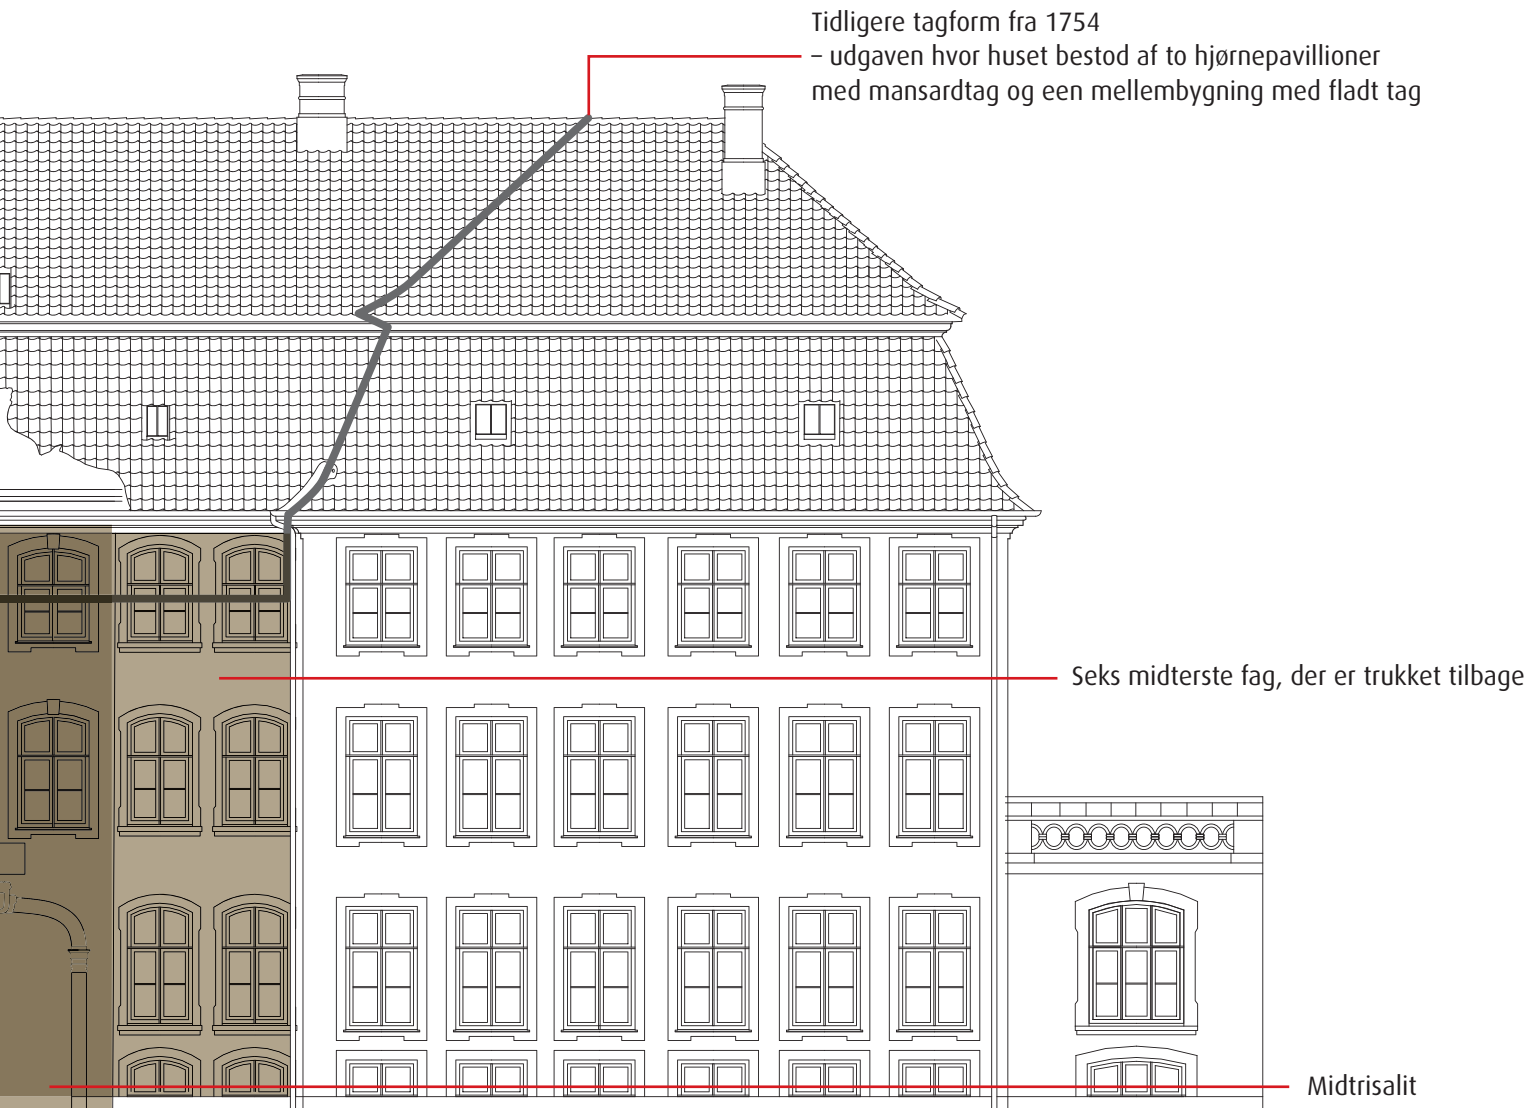 Tidligere tagform fra 1754
– udgaven hvor huset bestod af to hjørnepavillioner
med mansardtag og een mellembygning med fladt tag
Seks midterste fag, der er trukket tilbage
Midtrisalit